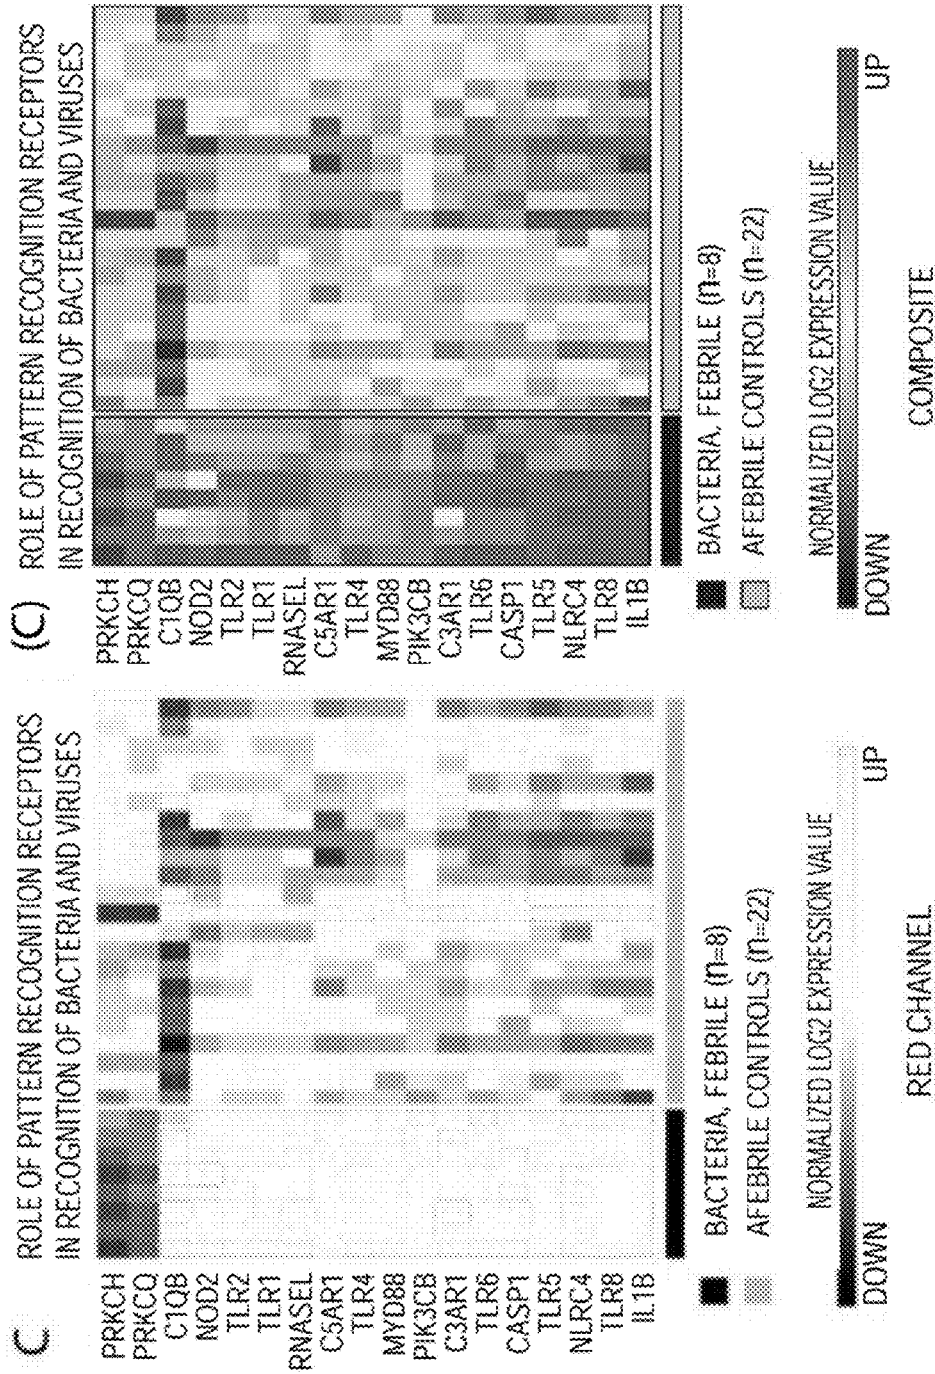 C
ROLE OF PATTERN RECOGNITION RECEPTORS
IN RECOGNITION OF BACTERIA AND VIRUSES
PRKCH
PRKCQ
C1QB
NOD2
TLR2
TLR1
RNASEL
C5AR1
TLR4
MYD88
PIK3CB
C3AR1
TLR6
CASP1
TLR5
NLRC4
TLR8
IL1B
BACTERIA, FEBRILE (n=8)
AFEBRILE CONTROLS (n=22)
NORMALIZED LOG2 EXPRESSION VALUE
DOWN
UP
RED CHANNEL
(C)
ROLE OF PATTERN RECOGNITION RECEPTORS
IN RECOGNITION OF BACTERIA AND VIRUSES
PRKCH
PRKCQ
C1QB
NOD2
TLR2
TLR1
RNASEL
C5AR1
TLR4
MYD88
PIK3CB
C3AR1
TLR6
CASP1
TLR5
NLRC4
TLR8
IL1B
BACTERIA, FEBRILE (n=8)
AFEBRILE CONTROLS (n=22)
NORMALIZED LOG2 EXPRESSION VALUE
DOWN
UP
COMPOSITE